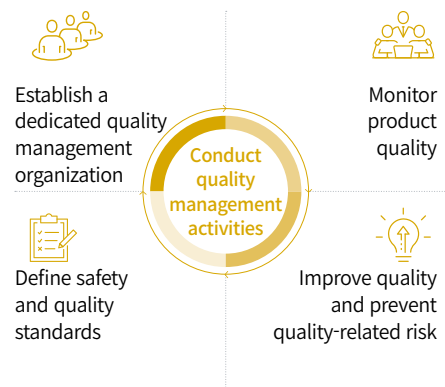 Establish a
dedicated quality
management
organization
Monitor
product
quality
Conduct
quality
management
activities
Define safety
and quality
standards
Improve quality
and prevent
quality-related risk